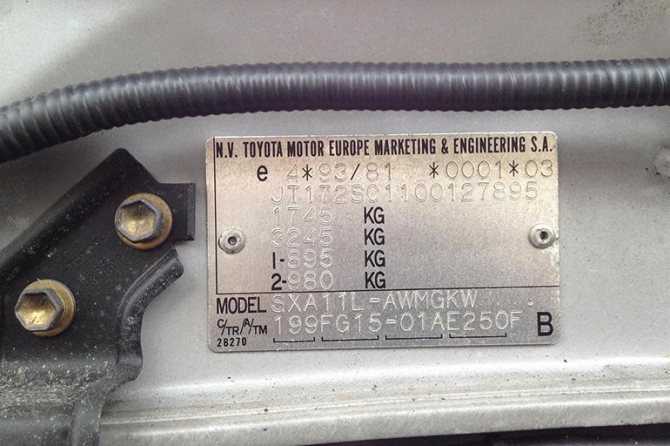 N.V. TOYOTA MOTOR EUROPE MARKETING & ENGINEERING S.A.
e 4*93/81 *0001*03
JT172SC1100127895
1745 KG
3245 KG
1-895 KG
2-980 KG
MODEL SXA11L-AWMGKW
C/TR/A/TM 199FG15-01AE250F B
28270